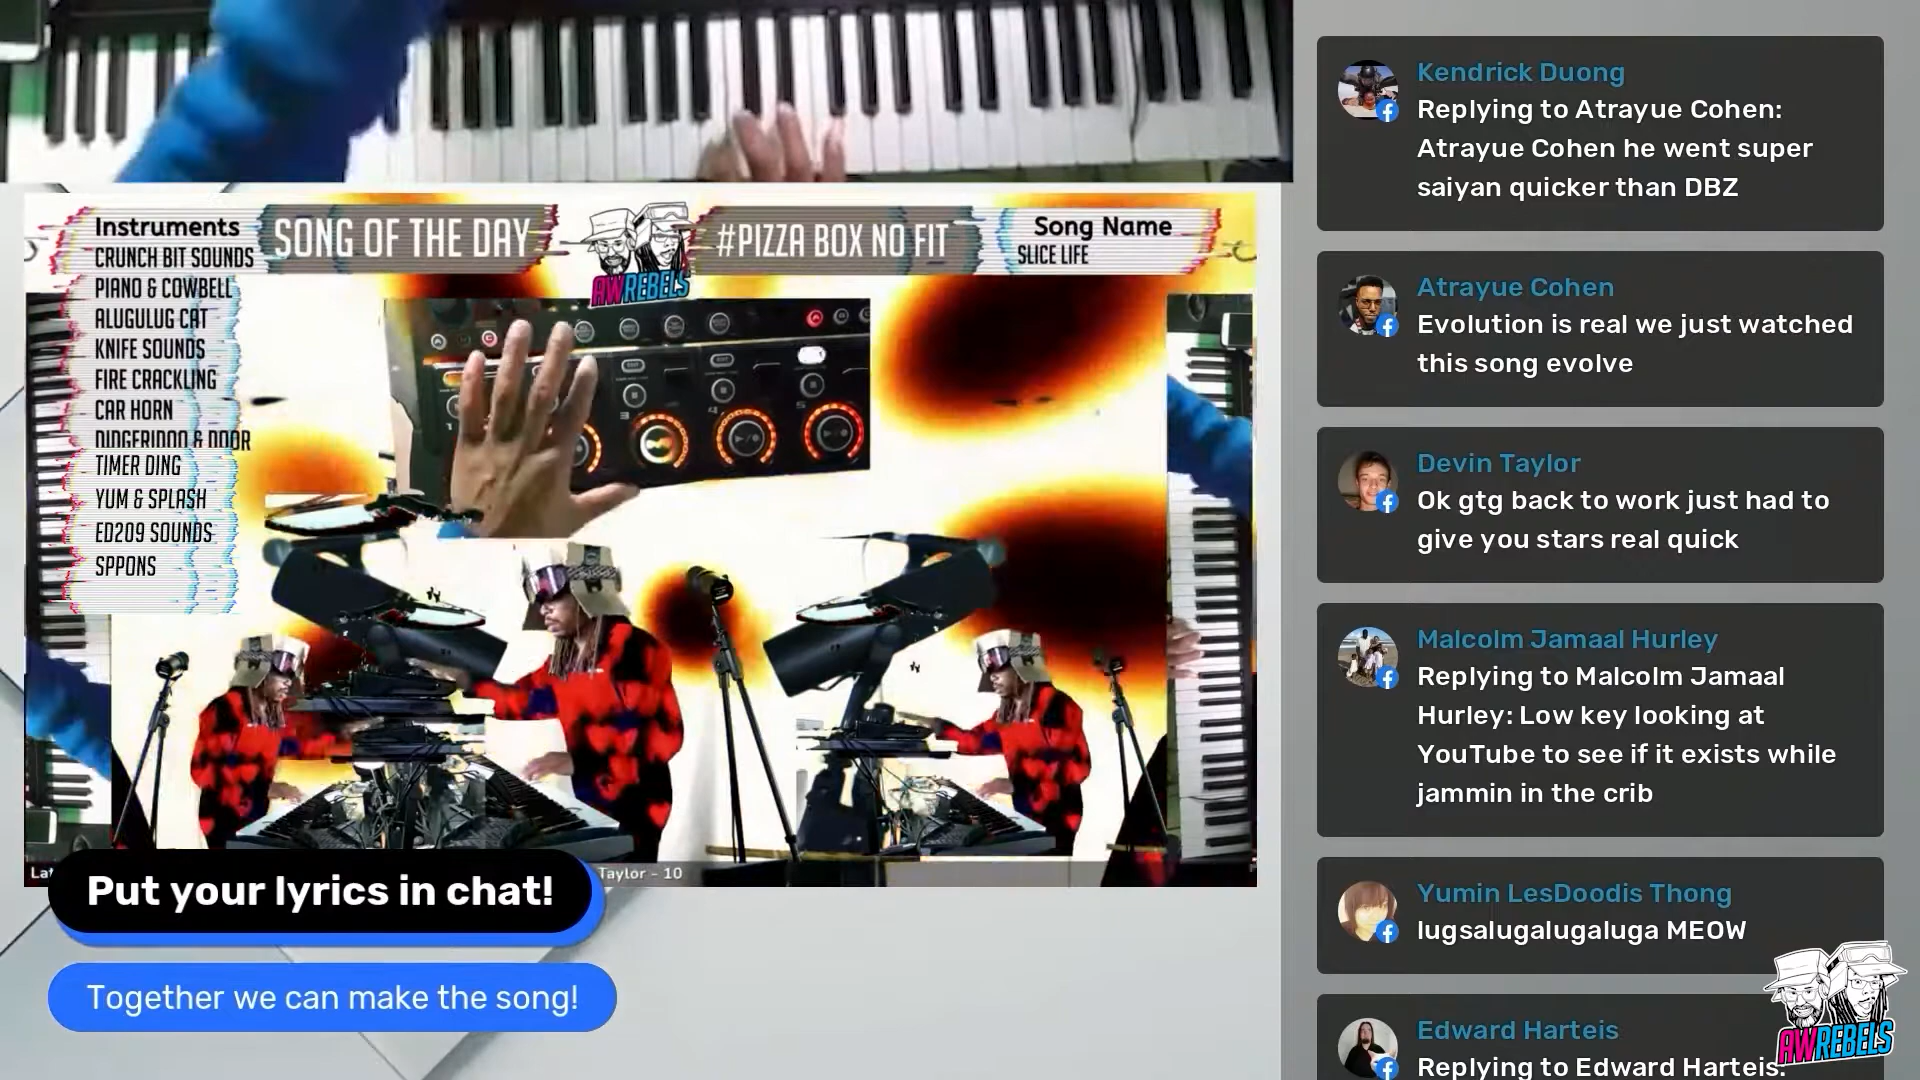 Instruments
CRUNCH BIT SOUNDS
PIANO & COWBELL
ALUGULUG CAT
KNIFE SOUNDS
FIRE CRACKLING
CAR HORN
DIDGERIDOO & DOOR
TIMER DING
YUM & SPLASH
ED209 SOUNDS
SPPONS
SONG OF THE DAY
AWREBELS
#PIZZA BOX NO FIT
Song Name
SLICE LIFE
Taylor - 10
Put your lyrics in chat!
Together we can make the song!
Kendrick Duong
Replying to Atrayue Cohen:
Atrayue Cohen he went super
saiyan quicker than DBZ
Atrayue Cohen
Evolution is real we just watched
this song evolve
Devin Taylor
Ok gtg back to work just had to
give you stars real quick
Malcolm Jamaal Hurley
Replying to Malcolm Jamaal
Hurley: Low key looking at
YouTube to see if it exists while
jammin in the crib
Yumin LesDoodis Thong
lugsalugalugaluga MEOW
Edward Harteis
Replying to Edward Harteis:
AWREBELS